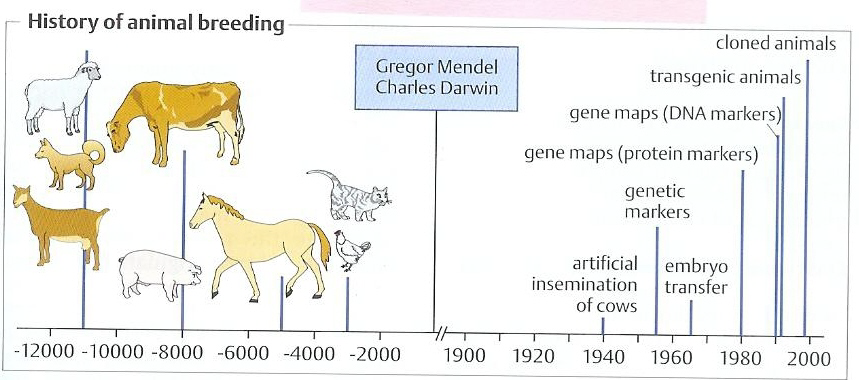 History of animal breeding
Gregor Mendel
Charles Darwin
cloned animals
transgenic animals
gene maps (DNA markers)
gene maps (protein markers)
genetic
markers
artificial
insemination
of cows
embryo
transfer
-12000 -10000 -8000 -6000 -4000 -2000 1900 1920 1940 1960 1980 2000